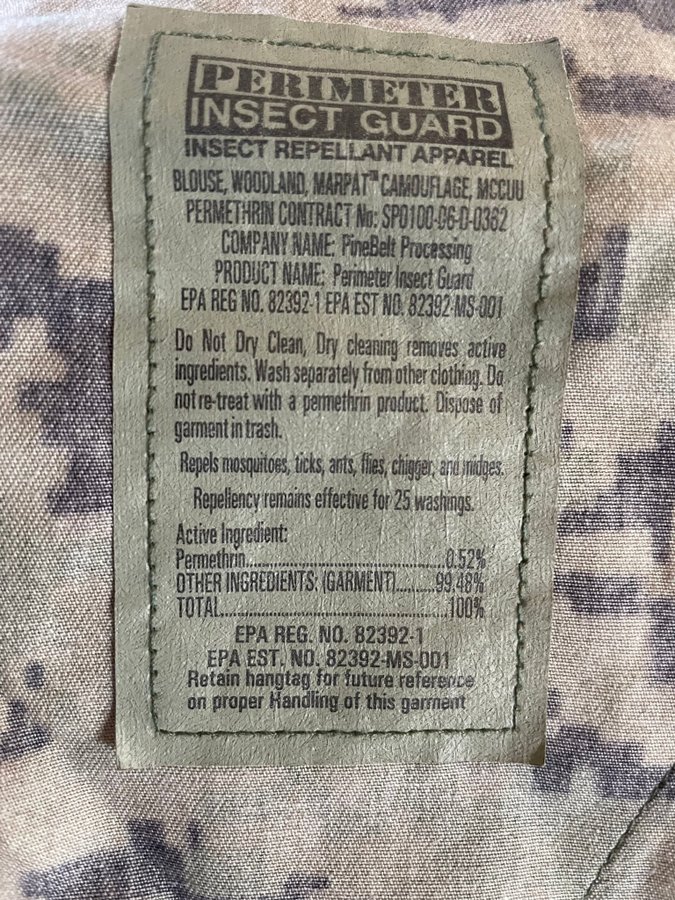 PERIMETER
INSECT GUARD
INSECT REPELLANT APPAREL
BLOUSE, WOODLAND, MARPAT™ CAMOUFLAGE, MCCUU
PERMETHRIN CONTRACT No: SPO100-06-D-0362
COMPANY NAME: PineBelt Processing
PRODUCT NAME: Perimeter Insect Guard
EPA REG NO. 82392-1 EPA EST NO. 82392-MS-001
Do Not Dry Clean, Dry cleaning removes active
ingredients. Wash separately from other clothing. Do
not re-treat with a permethrin product. Dispose of
garment in trash.
Repels mosquitoes, ticks, ants, flies, chigger, and midges.
Repellency remains effective for 25 washings.
Active Ingredient:
Permethrin..............................................0.52%
OTHER INGREDIENTS: (GARMENT)..........99.48%
TOTAL......................................................100%
EPA REG. NO. 82392-1
EPA EST. NO. 82392-MS-001
Retain hangtag for future reference
on proper Handling of this garment